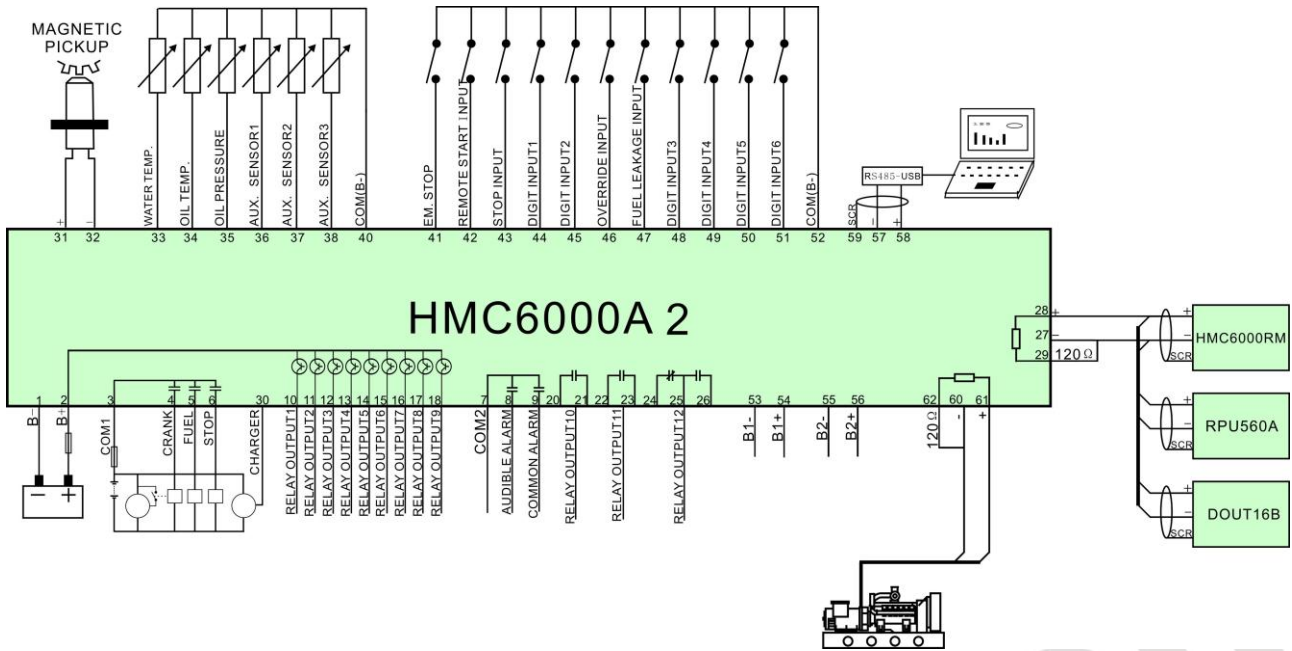 MAGNETIC
PICKUP
WATER TEMP.
OIL TEMP.
OIL PRESSURE
AUX. SENSOR1
AUX. SENSOR2
AUX. SENSOR3
COM(B-)
EM. STOP
REMOTE START INPUT
STOP INPUT
DIGIT INPUT1
DIGIT INPUT2
OVERRIDE INPUT
FUEL LEAKAGE INPUT
DIGIT INPUT3
DIGIT INPUT4
DIGIT INPUT5
DIGIT INPUT6
COM(B-)
RS485-USB
SCR - +
+ -
31 32 33 34 35 36 37 38 40 41 42 43 44 45 46 47 48 49 50 51 52 59 57 58
HMC6000A 2
28 +
27 -
29 120Ω
+
-
SCR
HMC6000RM
+
-
SCR
RPU560A
+
-
SCR
DOUT16B
1 2 3 4 5 6 30 10 11 12 13 14 15 16 17 18 7 8 9 20 21 22 23 24 25 26 53 54 55 56 62 60 61
B-
B+
COM1
CRANK
FUEL
STOP
CHARGER
RELAY OUTPUT1
RELAY OUTPUT2
RELAY OUTPUT3
RELAY OUTPUT4
RELAY OUTPUT5
RELAY OUTPUT6
RELAY OUTPUT7
RELAY OUTPUT8
RELAY OUTPUT9
COM2
AUDIBLE ALARM
COMMON ALARM
RELAY OUTPUT10
RELAY OUTPUT11
RELAY OUTPUT12
B1-
B1+
B2-
B2+
120Ω
-
+
- +